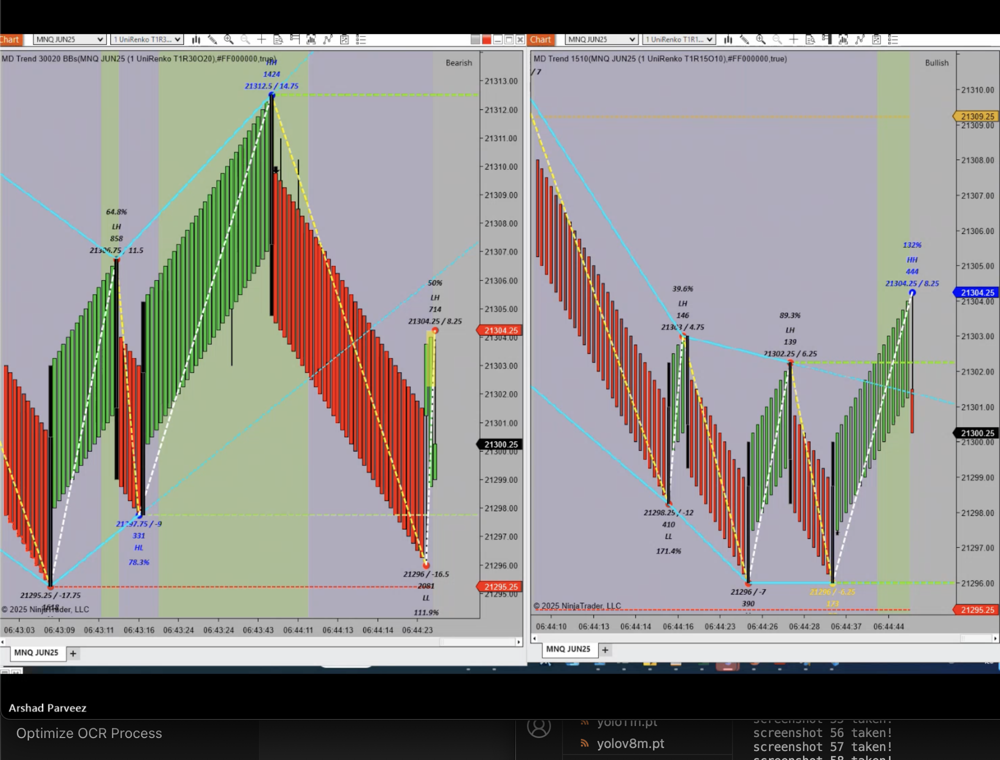 Chart
MNQ JUN25
1 UniRenko T1R3...
MD Trend 30020 BBs(MNQ JUN25 (1 UniRenko T1R30O20),#FF000000,true)
Bearish
HH
1424
21312.5 / 14.75
64.8%
LH
858
11.5
50%
LH
714
21304.25 / 8.25
/ -9
331
HL
78.3%
21295.25 / -17.75
21296 / -16.5
2081
LL
111.9%
© 2025 NinjaTrader, LLC
21313.00
21312.00
21311.00
21310.00
21309.00
21308.00
21307.00
21306.00
21305.00
21304.25
21303.00
21302.00
21301.00
21300.25
21299.00
21298.00
21297.00
21296.00
21295.25
21295.00
06:43:03
06:43:09
06:43:11
06:43:16
06:43:24
06:43:24
06:43:43
06:44:11
06:44:13
06:44:14
06:44:23
MNQ JUN25
+
Chart
MNQ JUN25
1 UniRenko T1R1...
MD Trend 1510(MNQ JUN25 (1 UniRenko T1R15O10),#FF000000,true)
/ 7
Bullish
132%
HH
444
21304.25 / 8.25
39.6%
LH
146
21303 / 4.75
89.3%
LH
139
21302.25 / 6.25
21298.25 / -12
410
LL
171.4%
21296 / -7
390
21296 / -6.25
173
© 2025 NinjaTrader, LLC
21310.00
21309.25
21308.00
21307.00
21306.00
21305.00
21304.25
21304.00
21303.00
21302.00
21301.00
21300.25
21300.00
21299.00
21298.00
21297.00
21296.00
21295.25
06:44:10
06:44:13
06:44:14
06:44:16
06:44:23
06:44:26
06:44:28
06:44:37
06:44:44
MNQ JUN25
+
Arshad Parveez
Optimize OCR Process
yolo11n.pt
yolov8m.pt
screenshot 55 taken!
screenshot 56 taken!
screenshot 57 taken!
screenshot 58 taken!